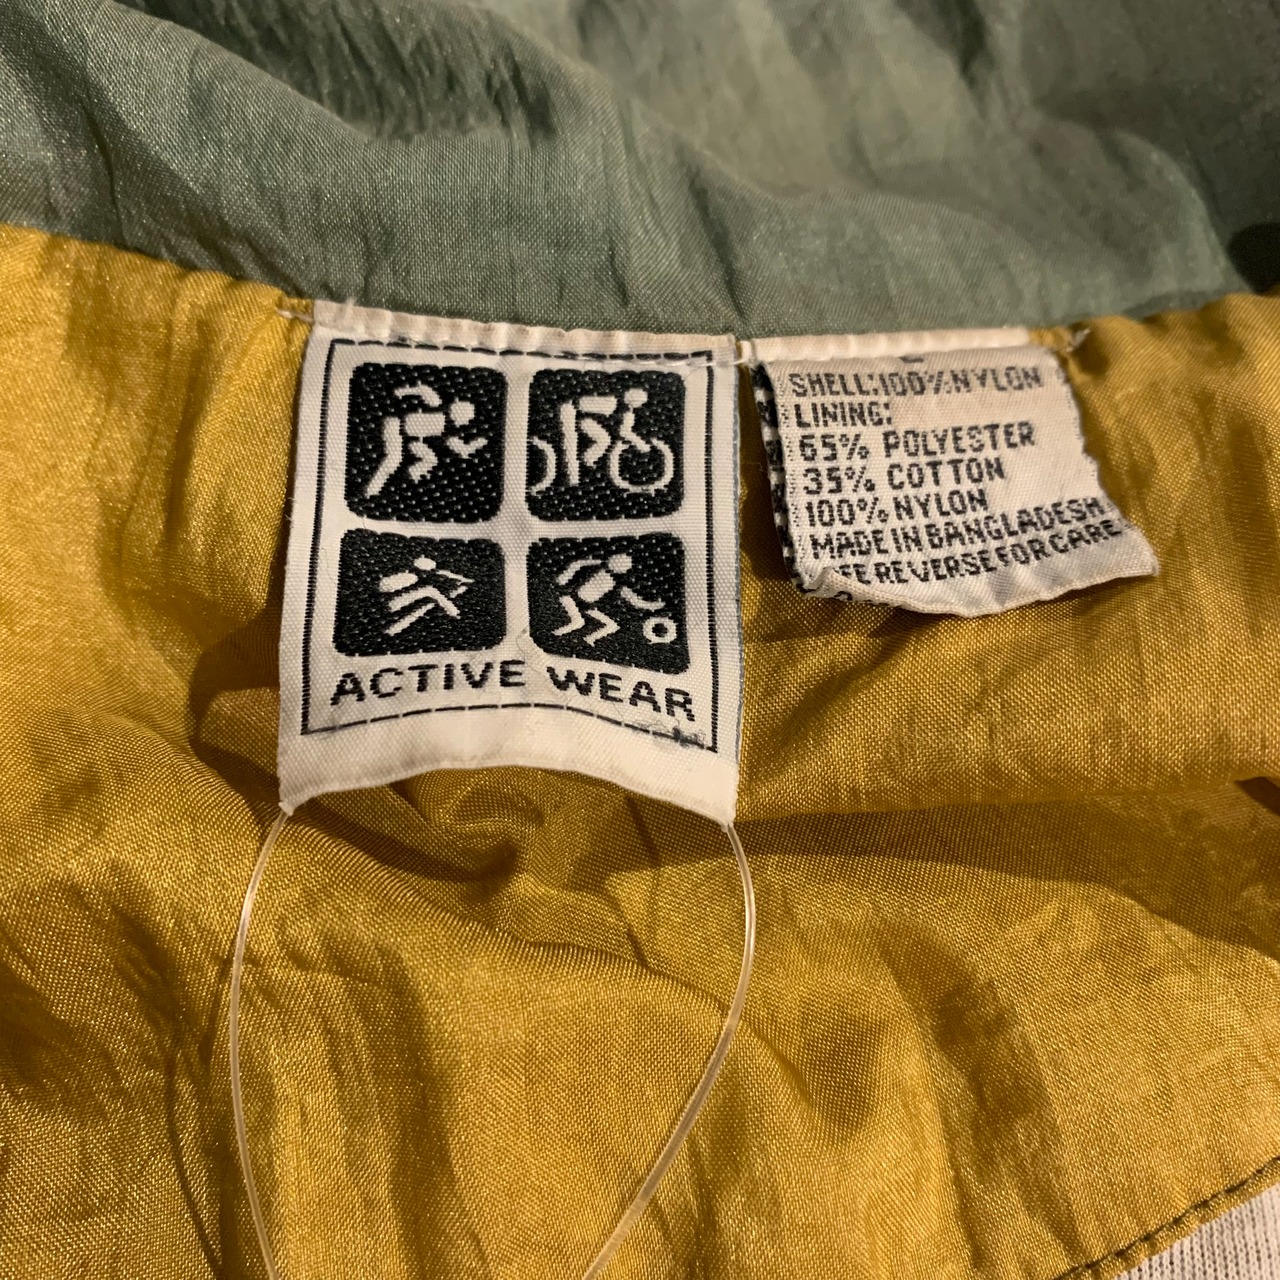 ACTIVE WEAR
SHELL:100%NYLON
LINING:
65% POLYESTER
35% COTTON
100% NYLON
MADE IN BANGLADESH
REVERSE FOR CARE